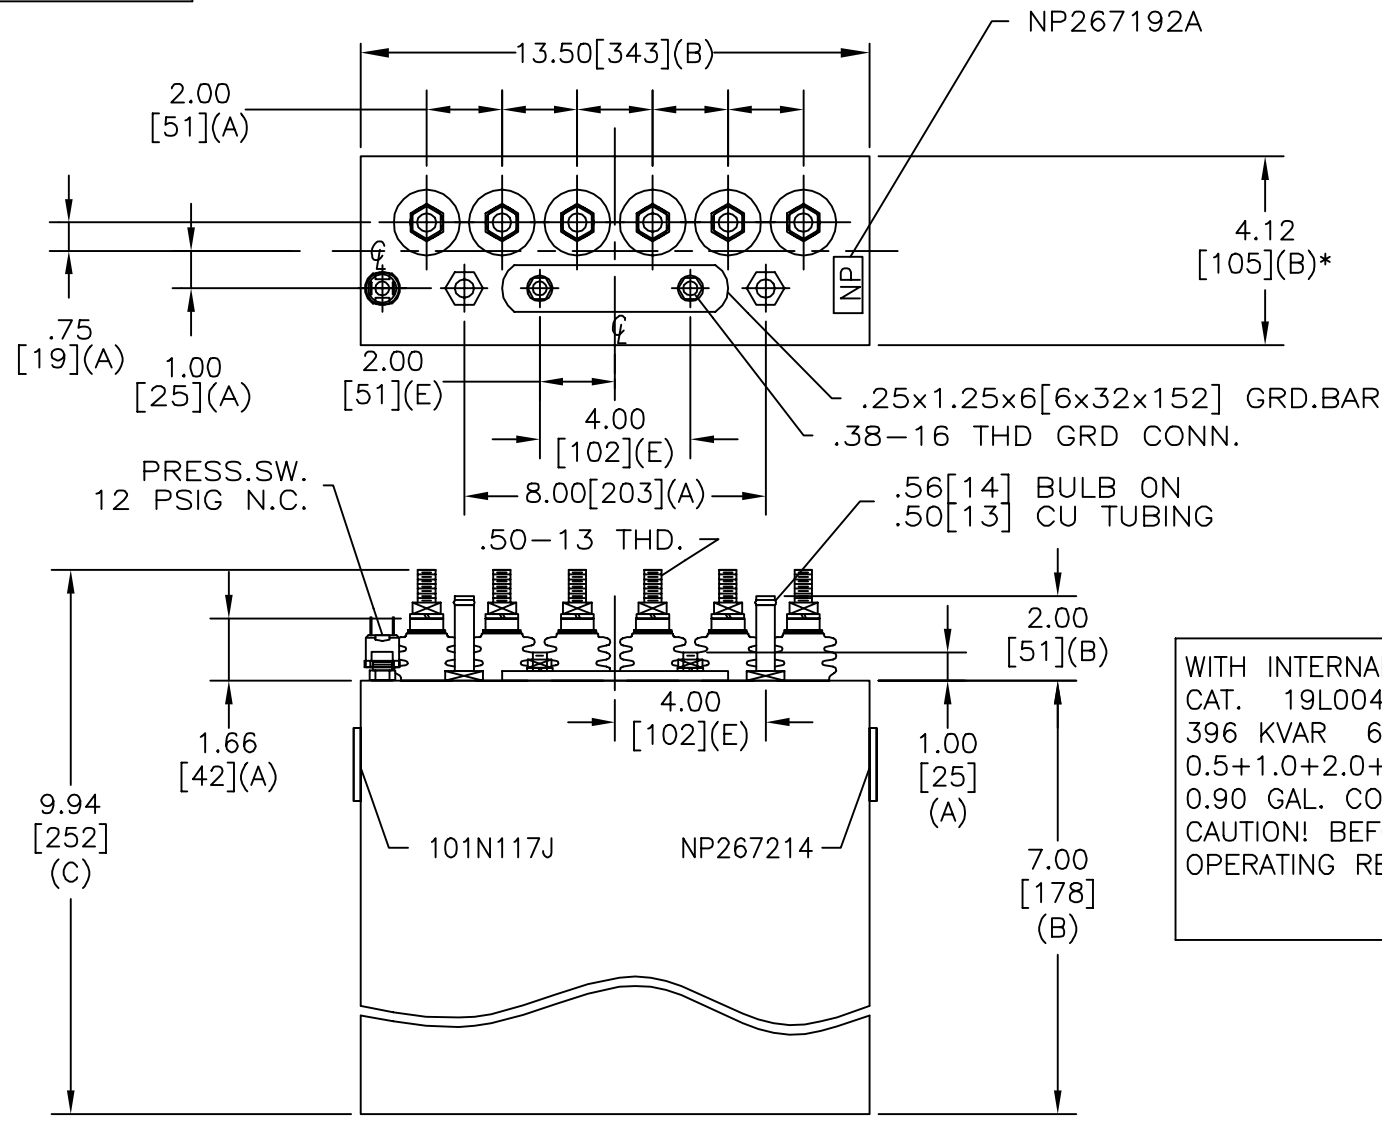 NP267192A
13.50[343](B)
2.00
[51](A)
4.12
[105](B)*
NP
.75
[19](A)
1.00
[25](A)
2.00
[51](E)
.25x1.25x6[6x32x152] GRD.BAR
4.00
[102](E)
.38-16 THD GRD CONN.
PRESS.SW.
12 PSIG N.C.
8.00[203](A)
.56[14] BULB ON
.50[13] CU TUBING
.50-13 THD.
2.00
[51](B)
4.00
[102](E)
1.66
[42](A)
1.00
[25]
(A)
9.94
[252]
(C)
101N117J
NP267214
7.00
[178]
(B)
WITH INTERNA
CAT. 19L004
396 KVAR 6
0.5+1.0+2.0+
0.90 GAL. CO
CAUTION! BEF
OPERATING RE